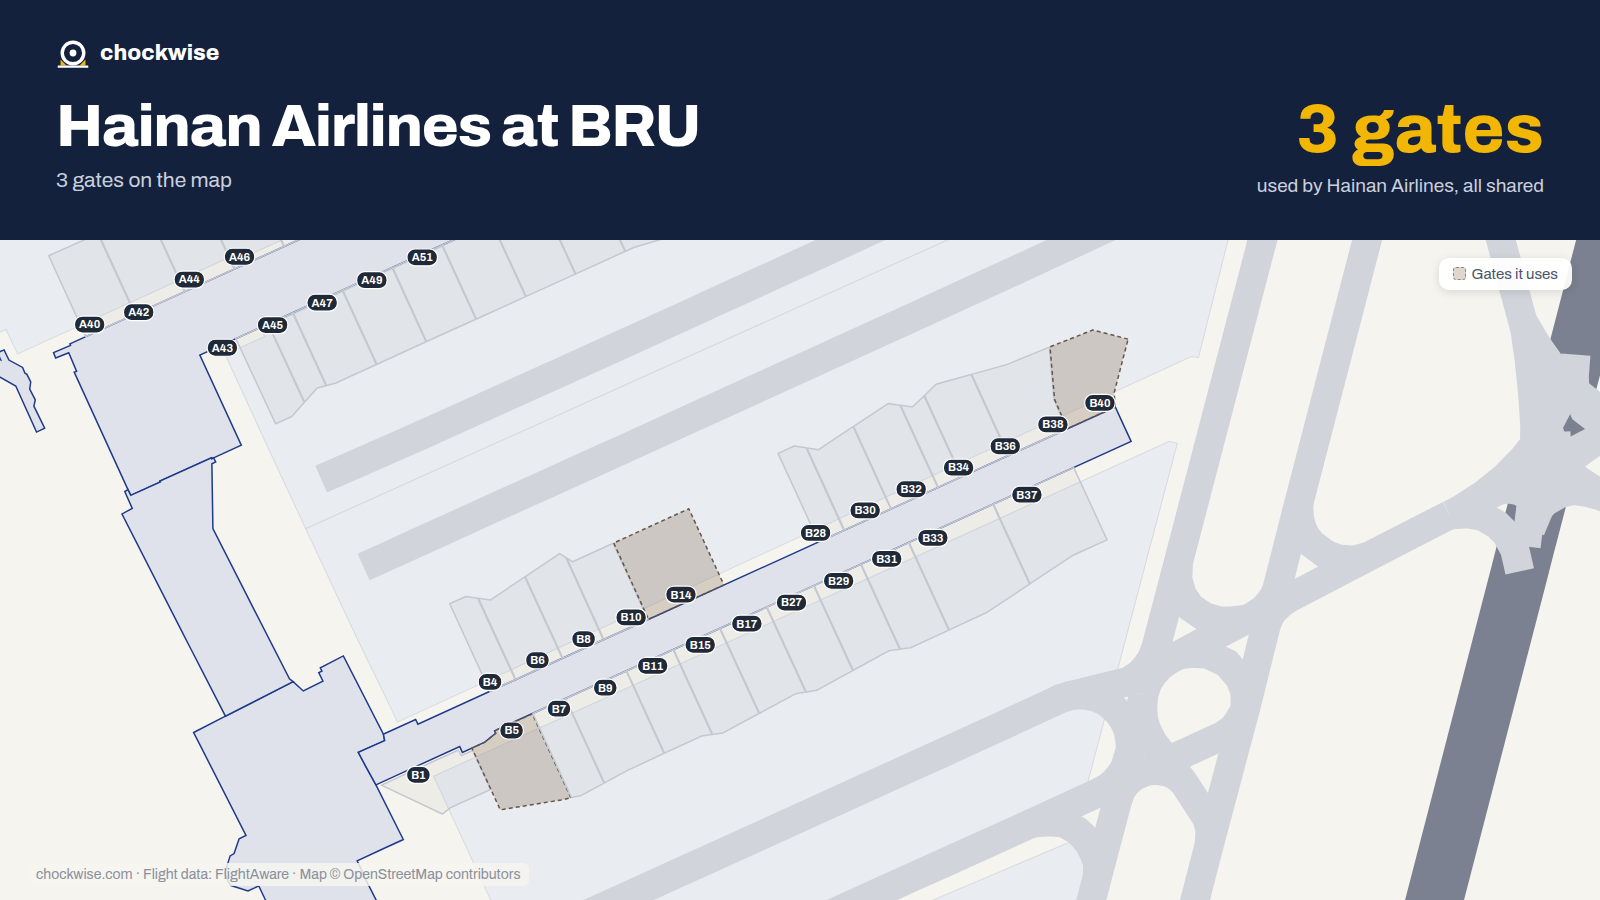 chockwise
Hainan Airlines at BRU
3 gates on the map
3 gates
used by Hainan Airlines, all shared
Gates it uses
A46
A51
A44
A49
A42
A47
A40
A45
A43
B40
B38
B36
B34
B32
B37
B30
B28
B33
B31
B29
B14
B27
B10
B17
B8
B15
B6
B11
B4
B9
B7
B5
B1
chockwise.com · Flight data: FlightAware · Map © OpenStreetMap contributors